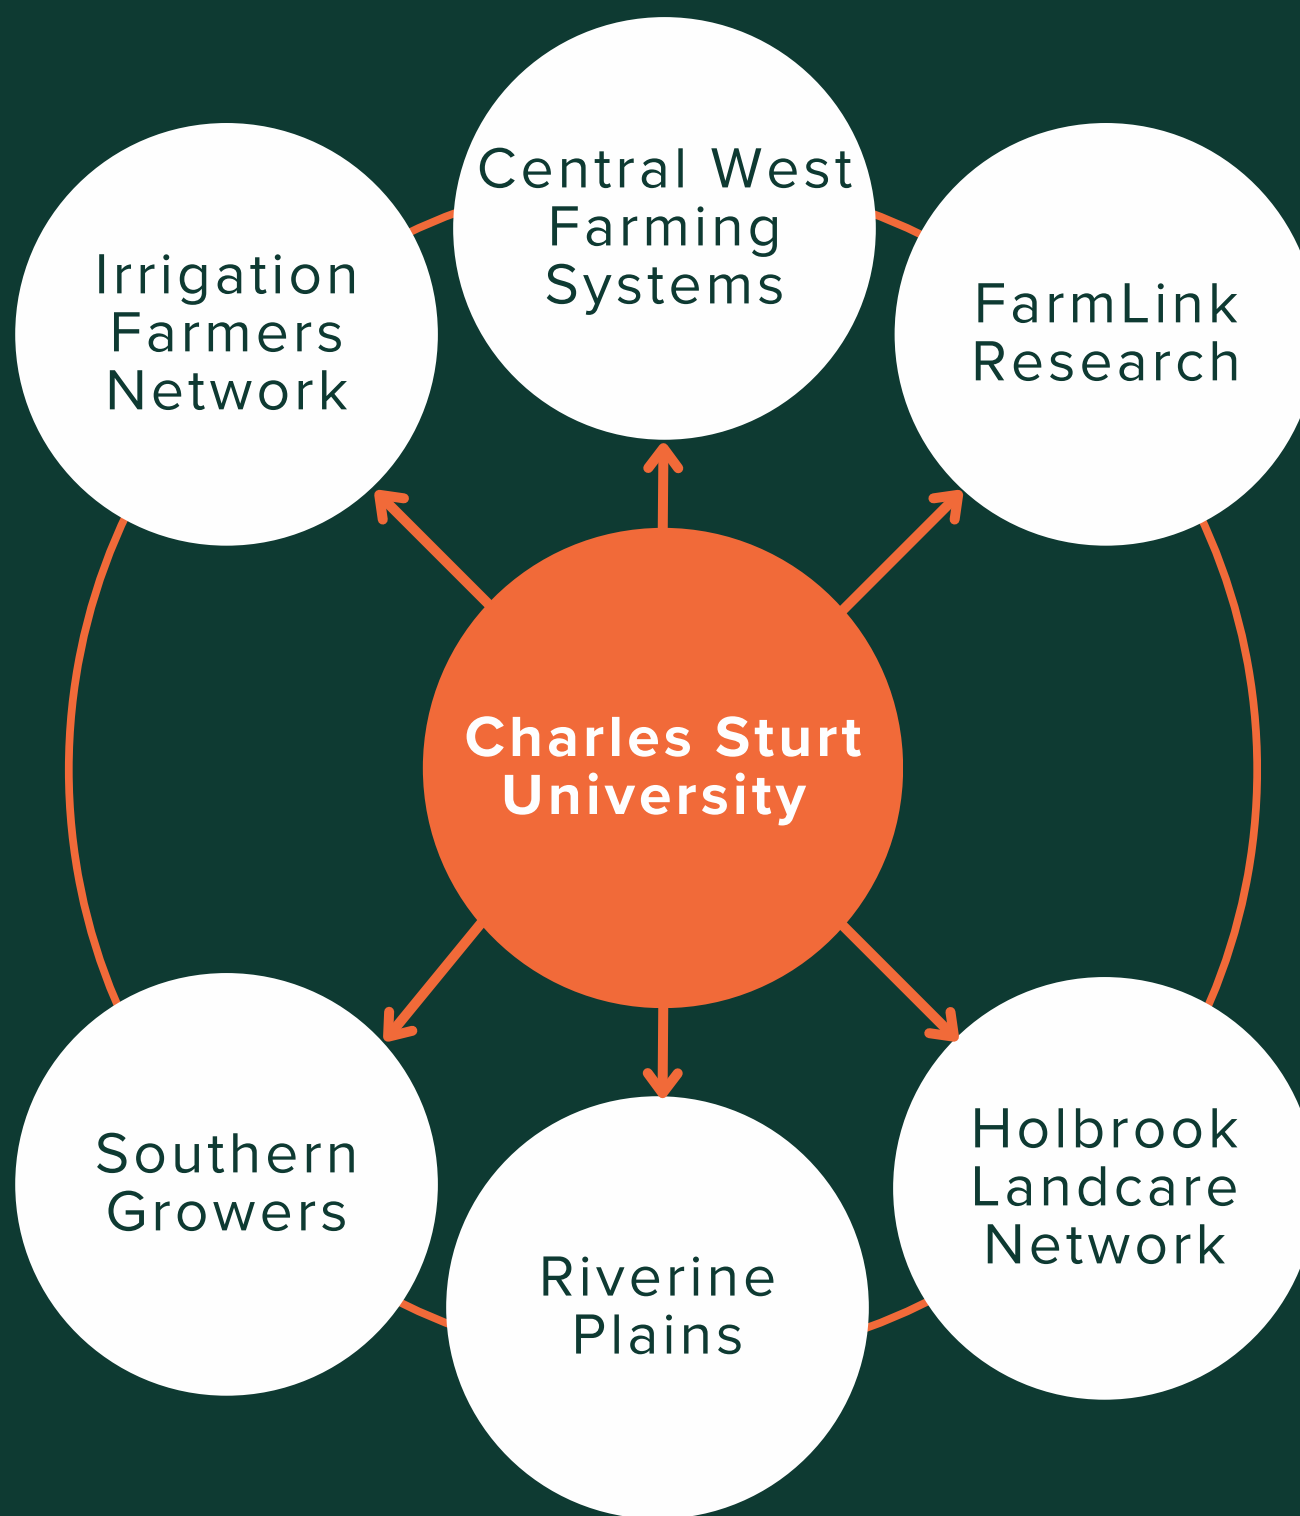 Central West
Farming
Systems
Irrigation
Farmers
Network
FarmLink
Research
Charles Sturt
University
Southern
Growers
Holbrook
Landcare
Network
Riverine
Plains